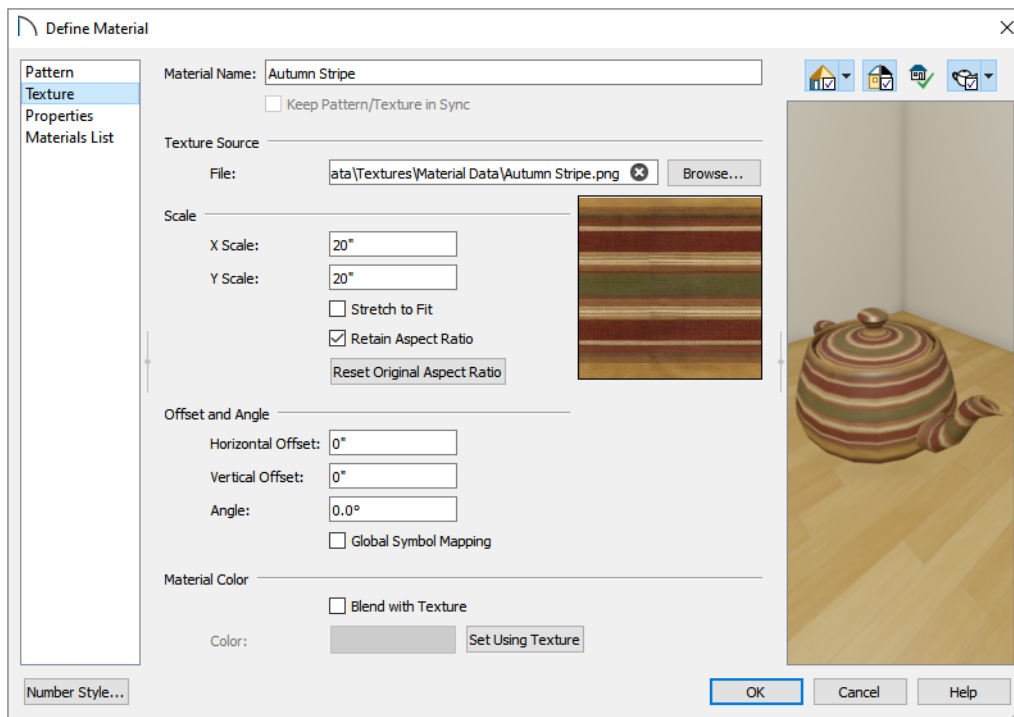 Define Material
Pattern
Texture
Properties
Materials List
Material Name: Autumn Stripe
Keep Pattern/Texture in Sync
Texture Source
File: ata\Textures\Material Data\Autumn Stripe.png Browse...
Scale
X Scale: 20"
Y Scale: 20"
Stretch to Fit
Retain Aspect Ratio
Reset Original Aspect Ratio
Offset and Angle
Horizontal Offset: 0"
Vertical Offset: 0"
Angle: 0.0°
Global Symbol Mapping
Material Color
Blend with Texture
Color: Set Using Texture
Number Style... OK Cancel Help